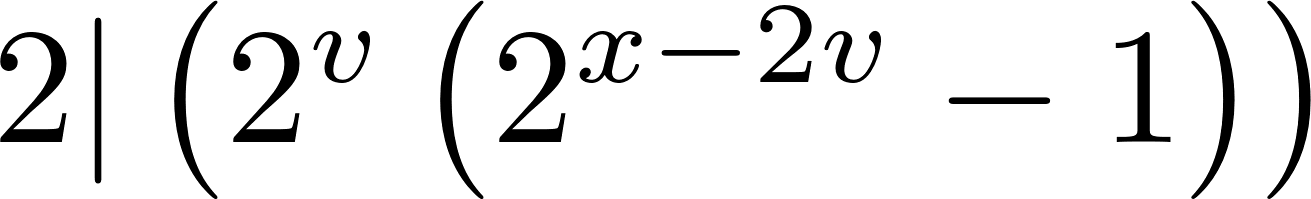 2| (2^v (2^{x−2v} − 1))